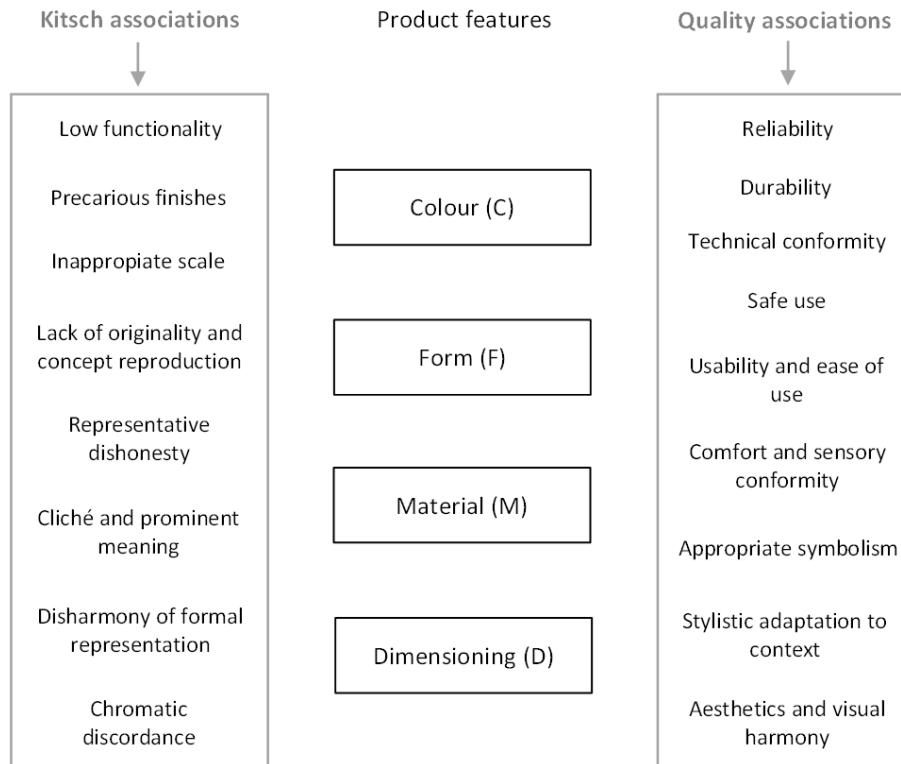 Kitsch associations
Product features
Quality associations
Low functionality
Precarious finishes
Inappropiate scale
Lack of originality and
concept reproduction
Representative
dishonesty
Cliché and prominent
meaning
Disharmony of formal
representation
Chromatic
discordance
Colour (C)
Form (F)
Material (M)
Dimensioning (D)
Reliability
Durability
Technical conformity
Safe use
Usability and ease of
use
Comfort and sensory
conformity
Appropriate symbolism
Stylistic adaptation to
context
Aesthetics and visual
harmony